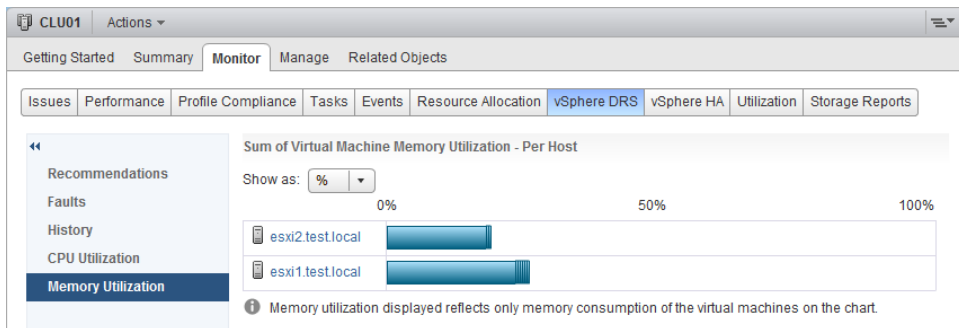 CLU01 Actions
Getting Started Summary Monitor Manage Related Objects
Issues Performance Profile Compliance Tasks Events Resource Allocation vSphere DRS vSphere HA Utilization Storage Reports
Recommendations
Faults
History
CPU Utilization
Memory Utilization
Sum of Virtual Machine Memory Utilization - Per Host
Show as: %
0% 50% 100%
esxi2.test.local
esxi1.test.local
Memory utilization displayed reflects only memory consumption of the virtual machines on the chart.